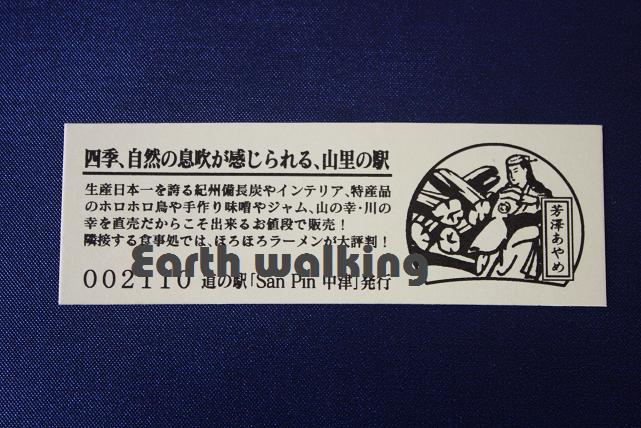 四季、自然の息吹が感じられる、山里の駅
生産日本一を誇る紀州備長炭やインテリア、特産品
のホロホロ鳥や手作り味噌やジャム、山の幸・川の
幸を直売だからこそ出来るお値段で販売！
隣接する食事処では、ほろほろラーメンが大評判！
002110 道の駅「San Pin 中津」発行
芳澤あやめ
Earth walking